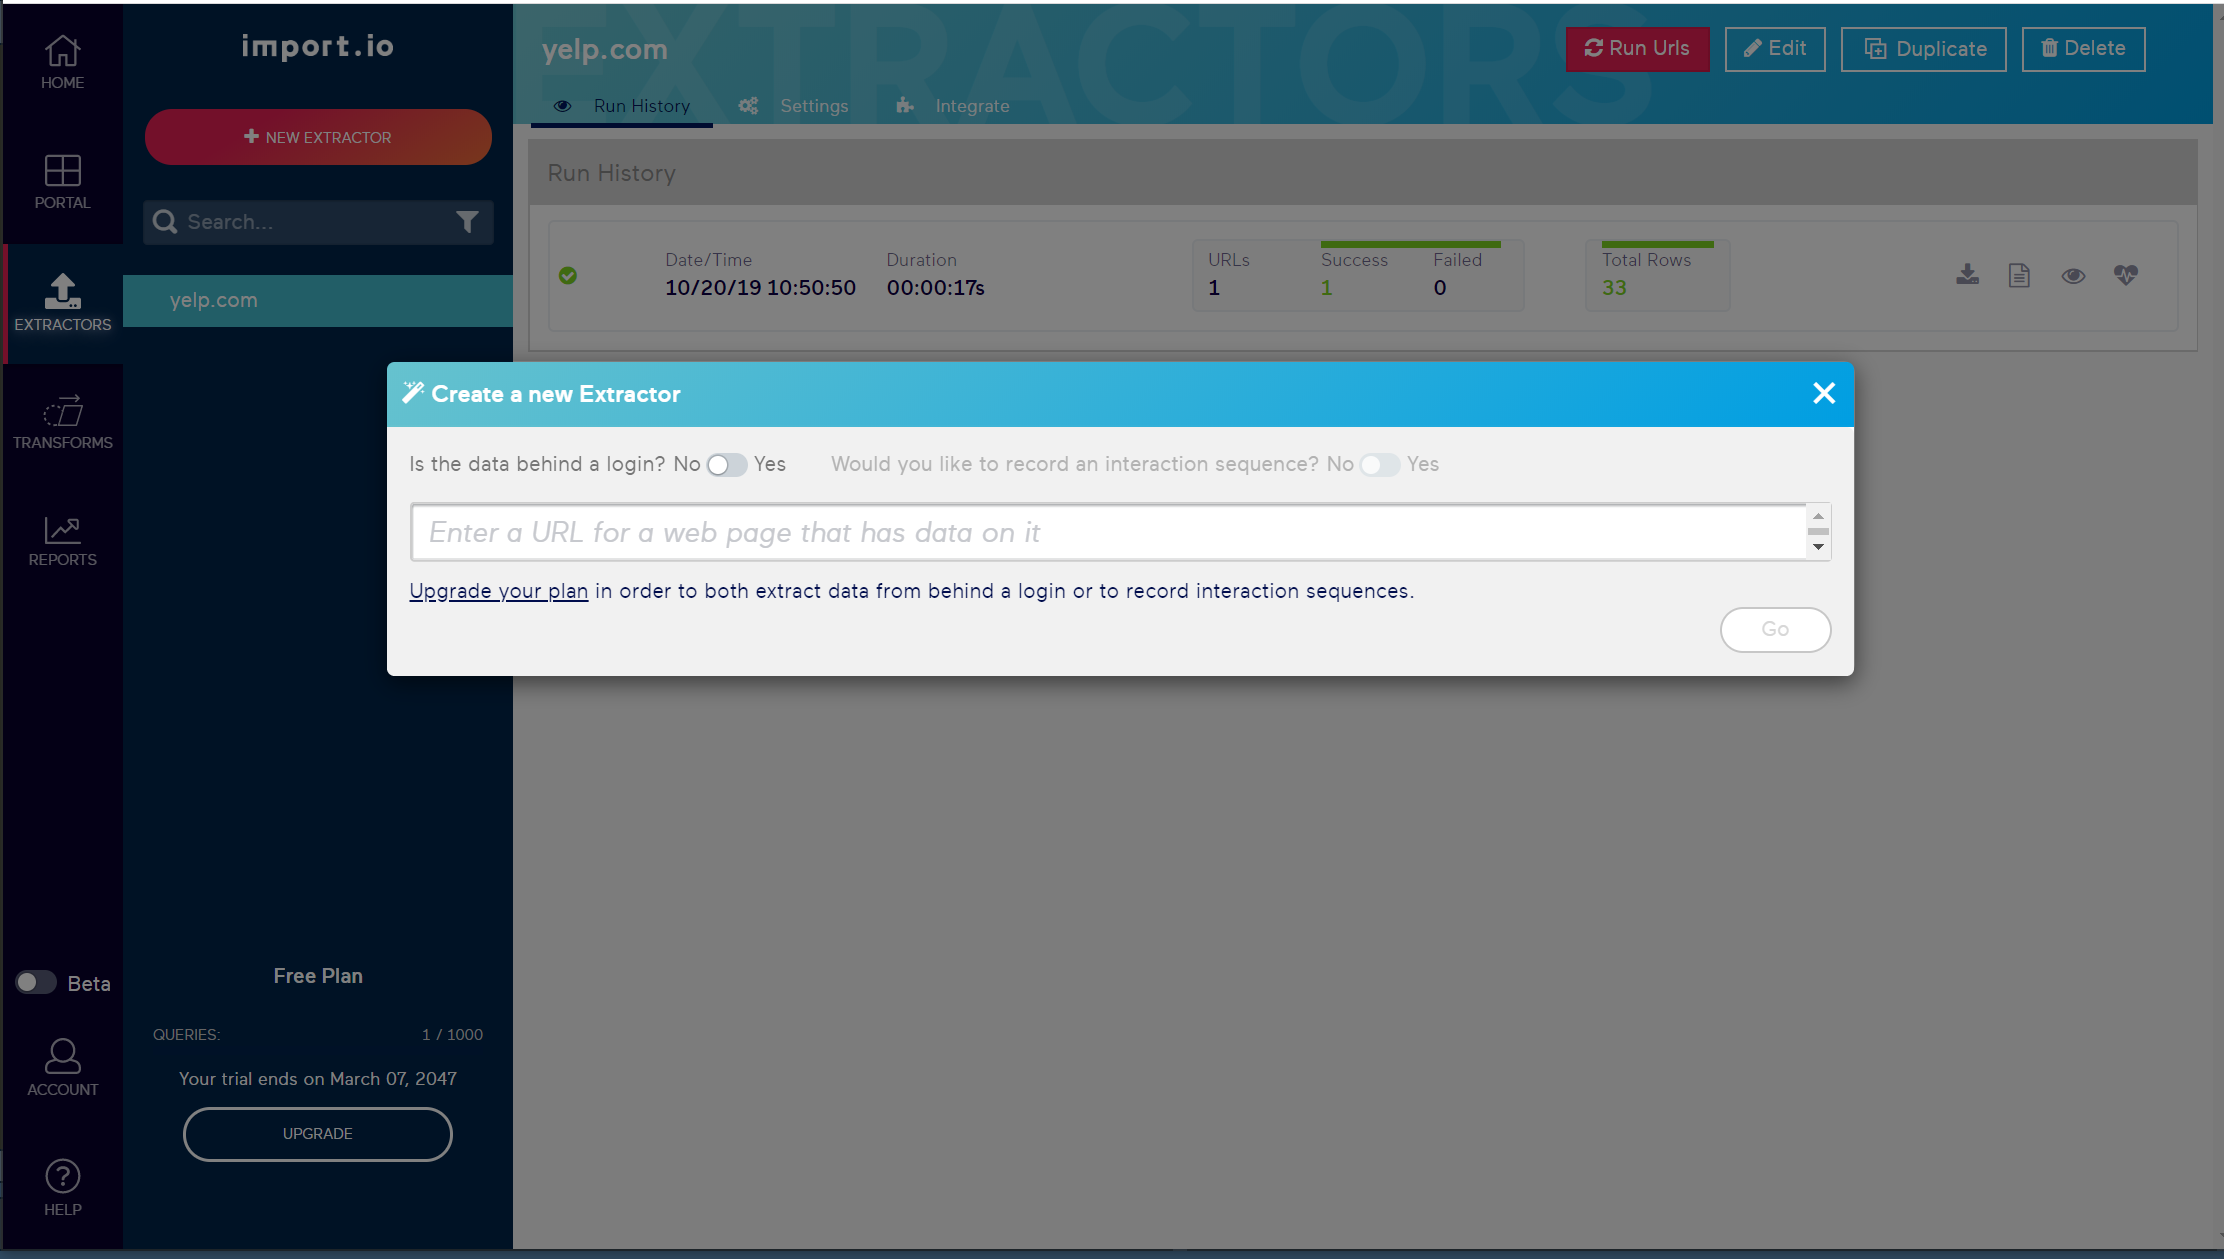 EXTRACTORS
import.io
yelp.com
Run Urls
Edit
Duplicate
Delete
HOME
Run History
Settings
Integrate
NEW EXTRACTOR
Run History
PORTAL
Search...
Date/Time
Duration
URLs
Success
Failed
Total Rows
10/20/19 10:50:50
00:00:17s
1
1
0
33
yelp.com
EXTRACTORS
Create a new Extractor
TRANSFORMS
Is the data behind a login? No Yes
Would you like to record an interaction sequence? No Yes
Enter a URL for a web page that has data on it
REPORTS
Upgrade your plan in order to both extract data from behind a login or to record interaction sequences.
Go
Free Plan
Beta
QUERIES: 1 / 1000
Your trial ends on March 07, 2047
ACCOUNT
UPGRADE
HELP